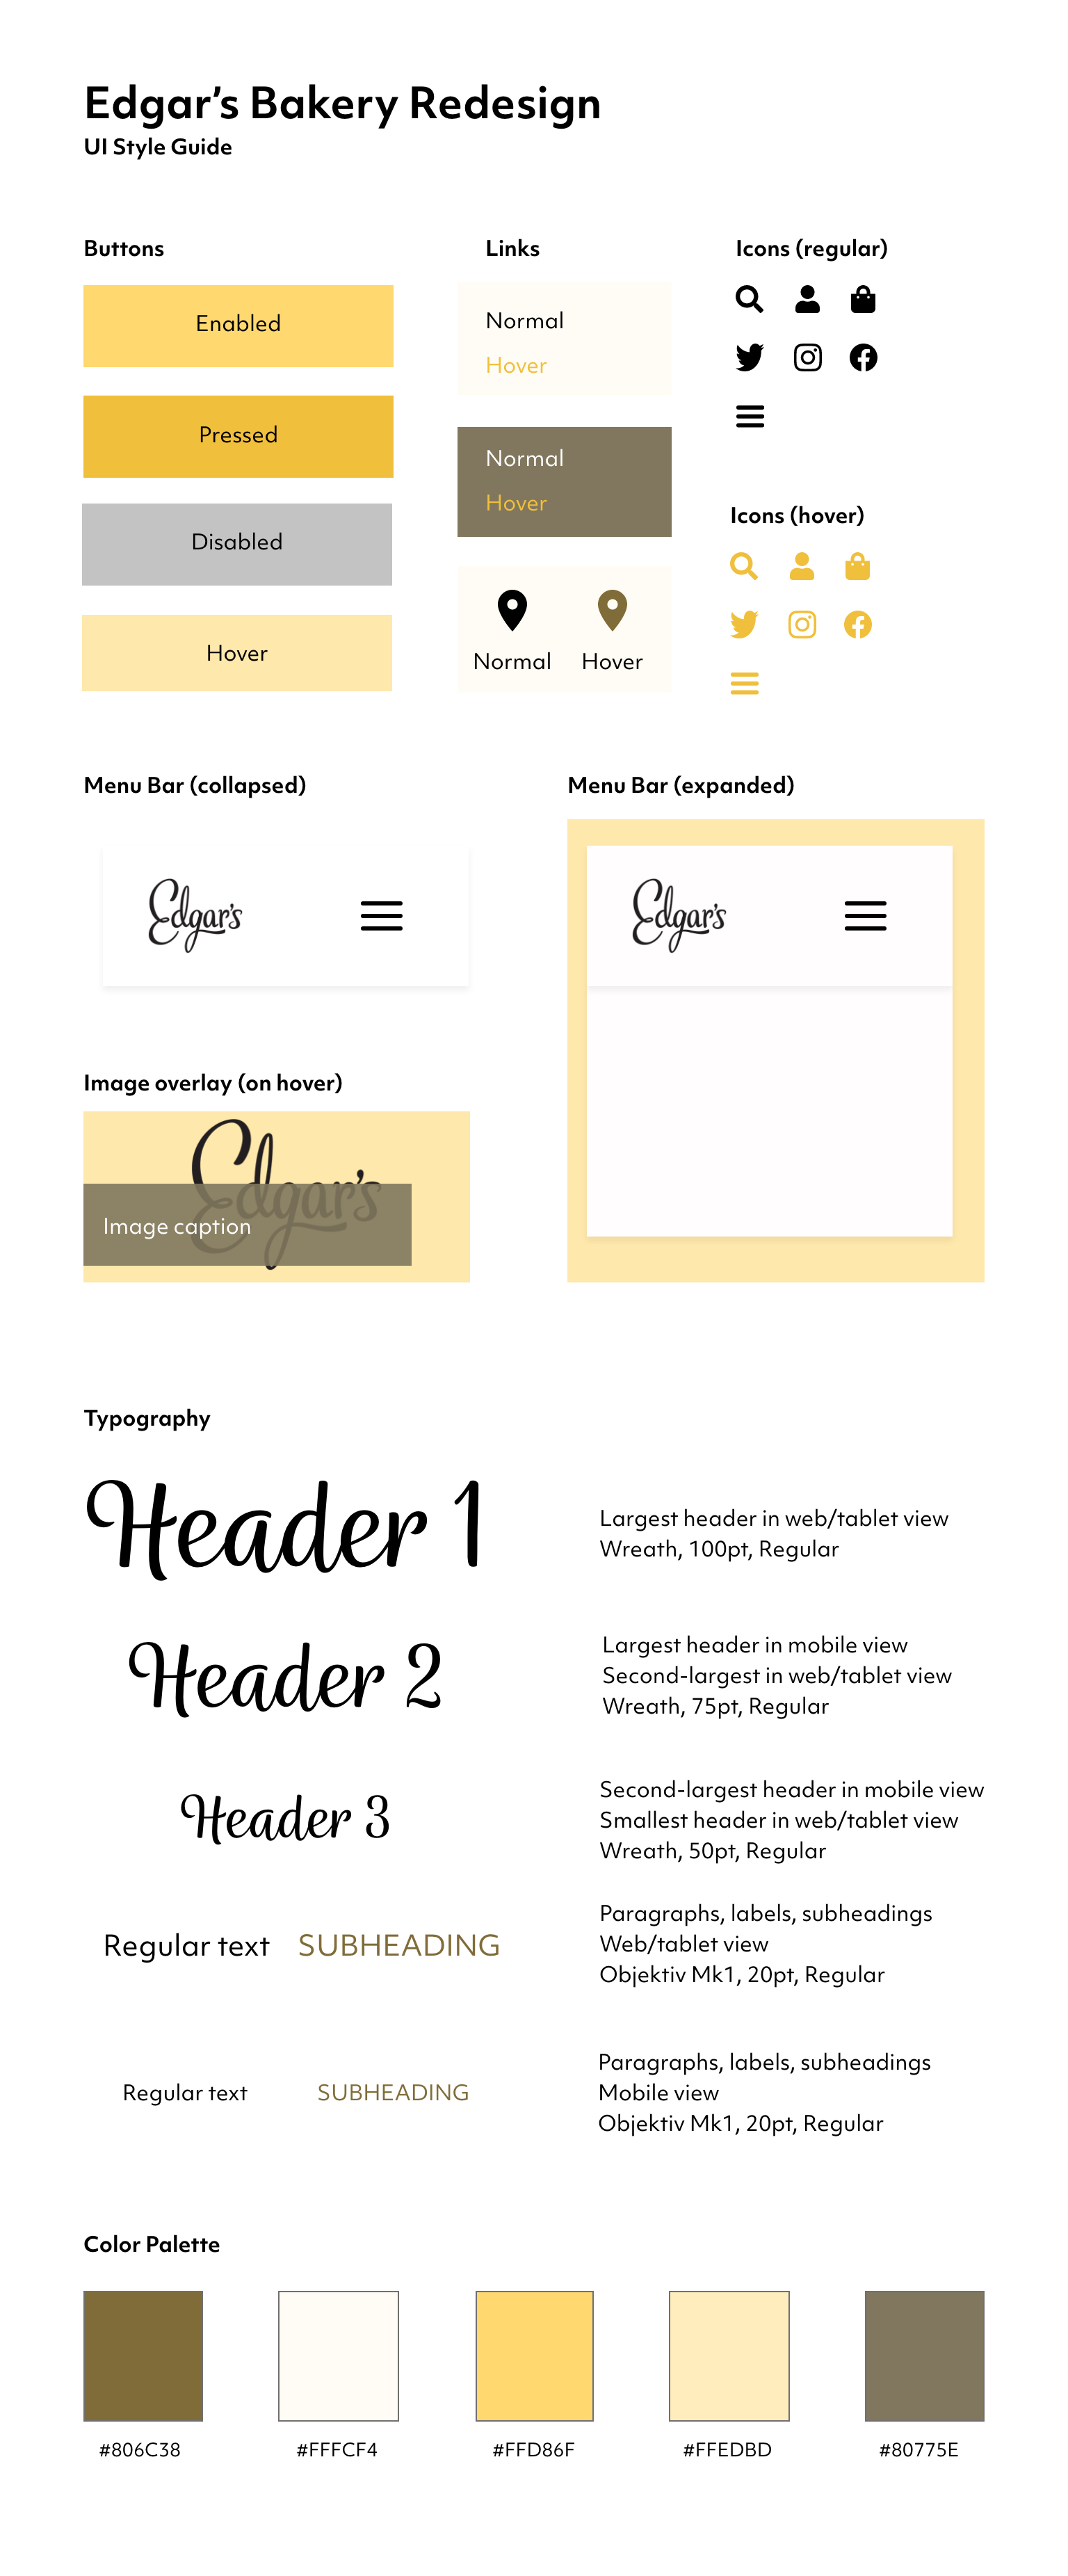 Edgar's Bakery Redesign
UI Style Guide
Buttons
Enabled
Pressed
Disabled
Hover
Links
Normal
Hover
Normal
Hover
Normal
Hover
Icons (regular)
Icons (hover)
Menu Bar (collapsed)
Edgar's
Menu Bar (expanded)
Edgar's
Image overlay (on hover)
Edgar's
Image caption
Typography
Header 1
Largest header in web/tablet view
Wreath, 100pt, Regular
Header 2
Largest header in mobile view
Second-largest in web/tablet view
Wreath, 75pt, Regular
Header 3
Second-largest header in mobile view
Smallest header in web/tablet view
Wreath, 50pt, Regular
Regular text
SUBHEADING
Paragraphs, labels, subheadings
Web/tablet view
Objektiv Mk1, 20pt, Regular
Regular text
SUBHEADING
Paragraphs, labels, subheadings
Mobile view
Objektiv Mk1, 20pt, Regular
Color Palette
#806C38
#FFFCF4
#FFD86F
#FFEDBD
#80775E